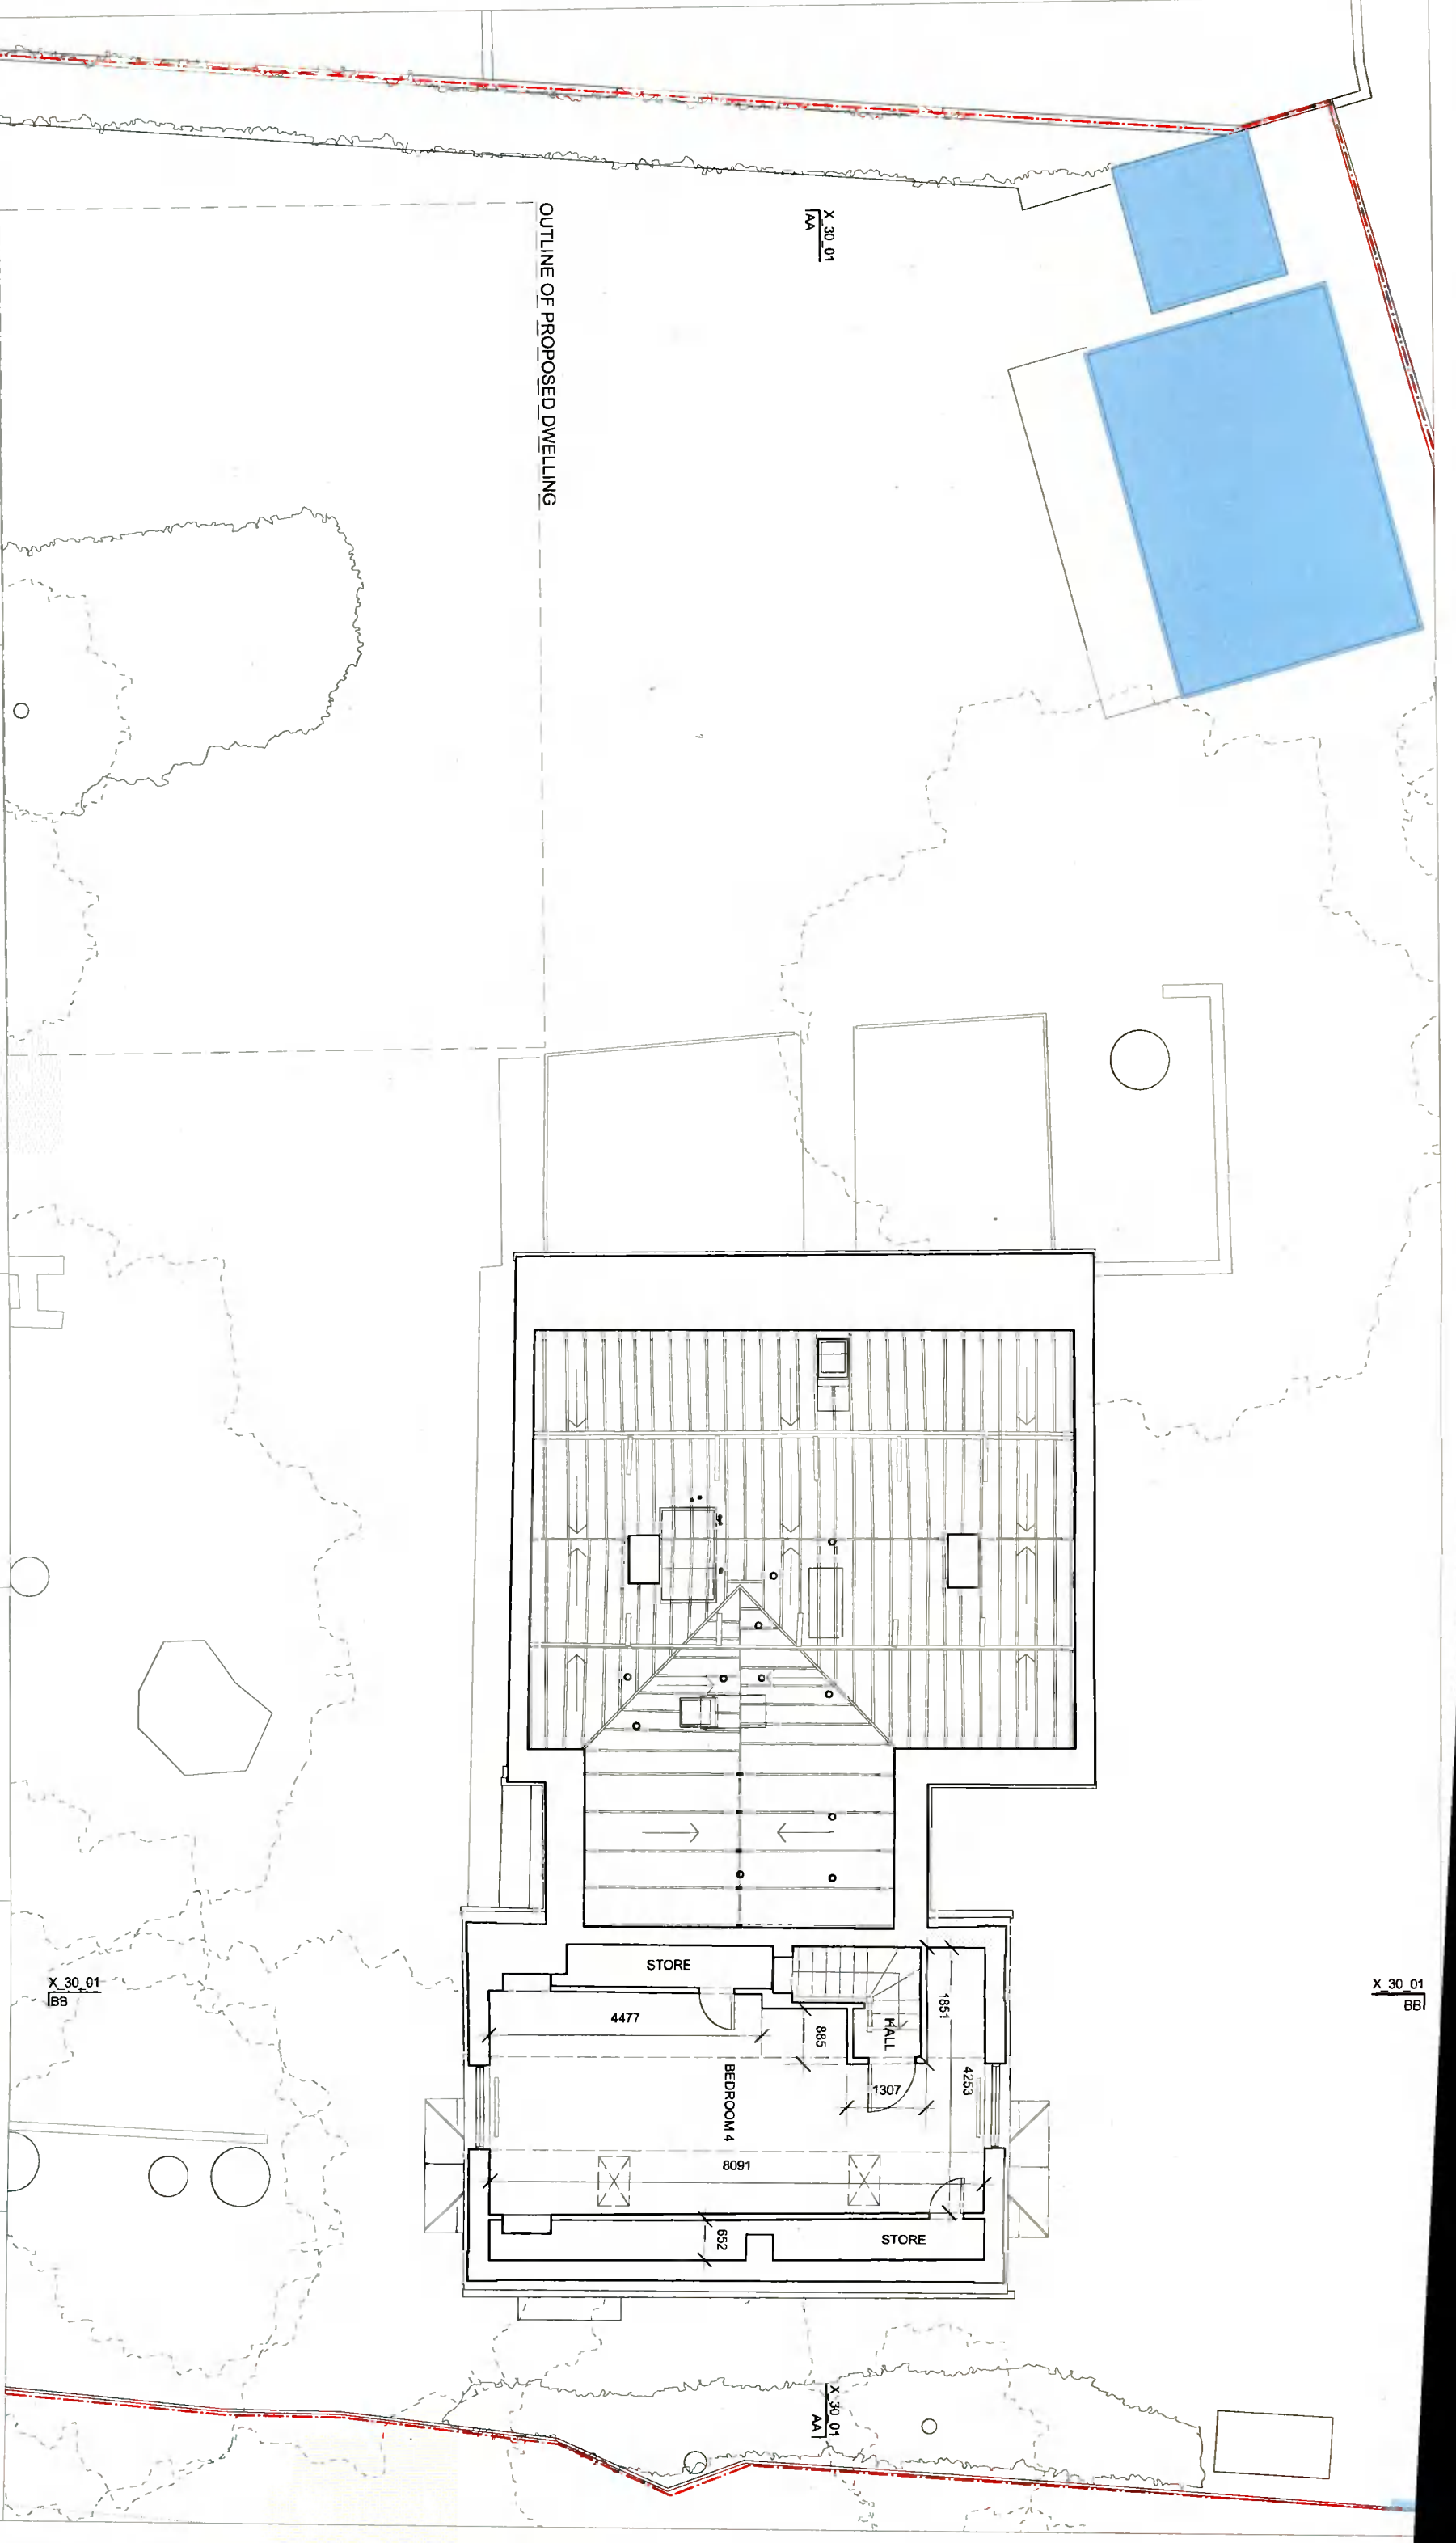 X_30_01
AA
OUTLINE OF PROPOSED DWELLING
STORE
4477
885
HALL
1851
4253
1307
BEDROOM 4
8091
652
STORE
X_30_01
BB
X_30_01
BB
X_30_01
AA